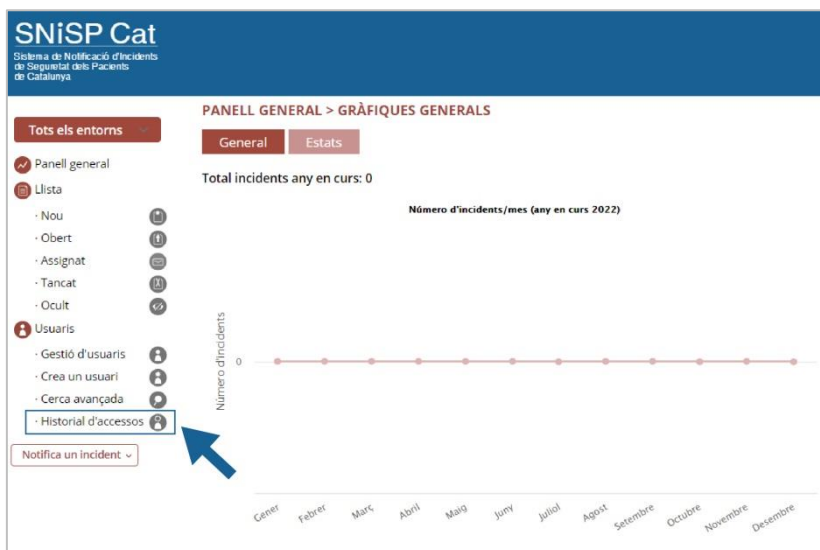 SNiSP Cat
Sistema de Notificació d'Incidents
de Seguretat dels Pacients
de Catalunya
PANELL GENERAL > GRÀFIQUES GENERALS
Tots els entorns
General
Estats
Panell general
Total incidents any en curs: 0
Llista
Número d'incidents/mes (any en curs 2022)
· Nou
· Obert
· Assignat
· Tancat
· Ocult
Usuaris
· Gestió d'usuaris
· Crea un usuari
· Cerca avançada
· Historial d'accessos
Notifica un incident
Número d'incidents
0
Gener
Febrer
Març
Abril
Maig
Juny
Juliol
Agost
Setembre
Octubre
Novembre
Desembre